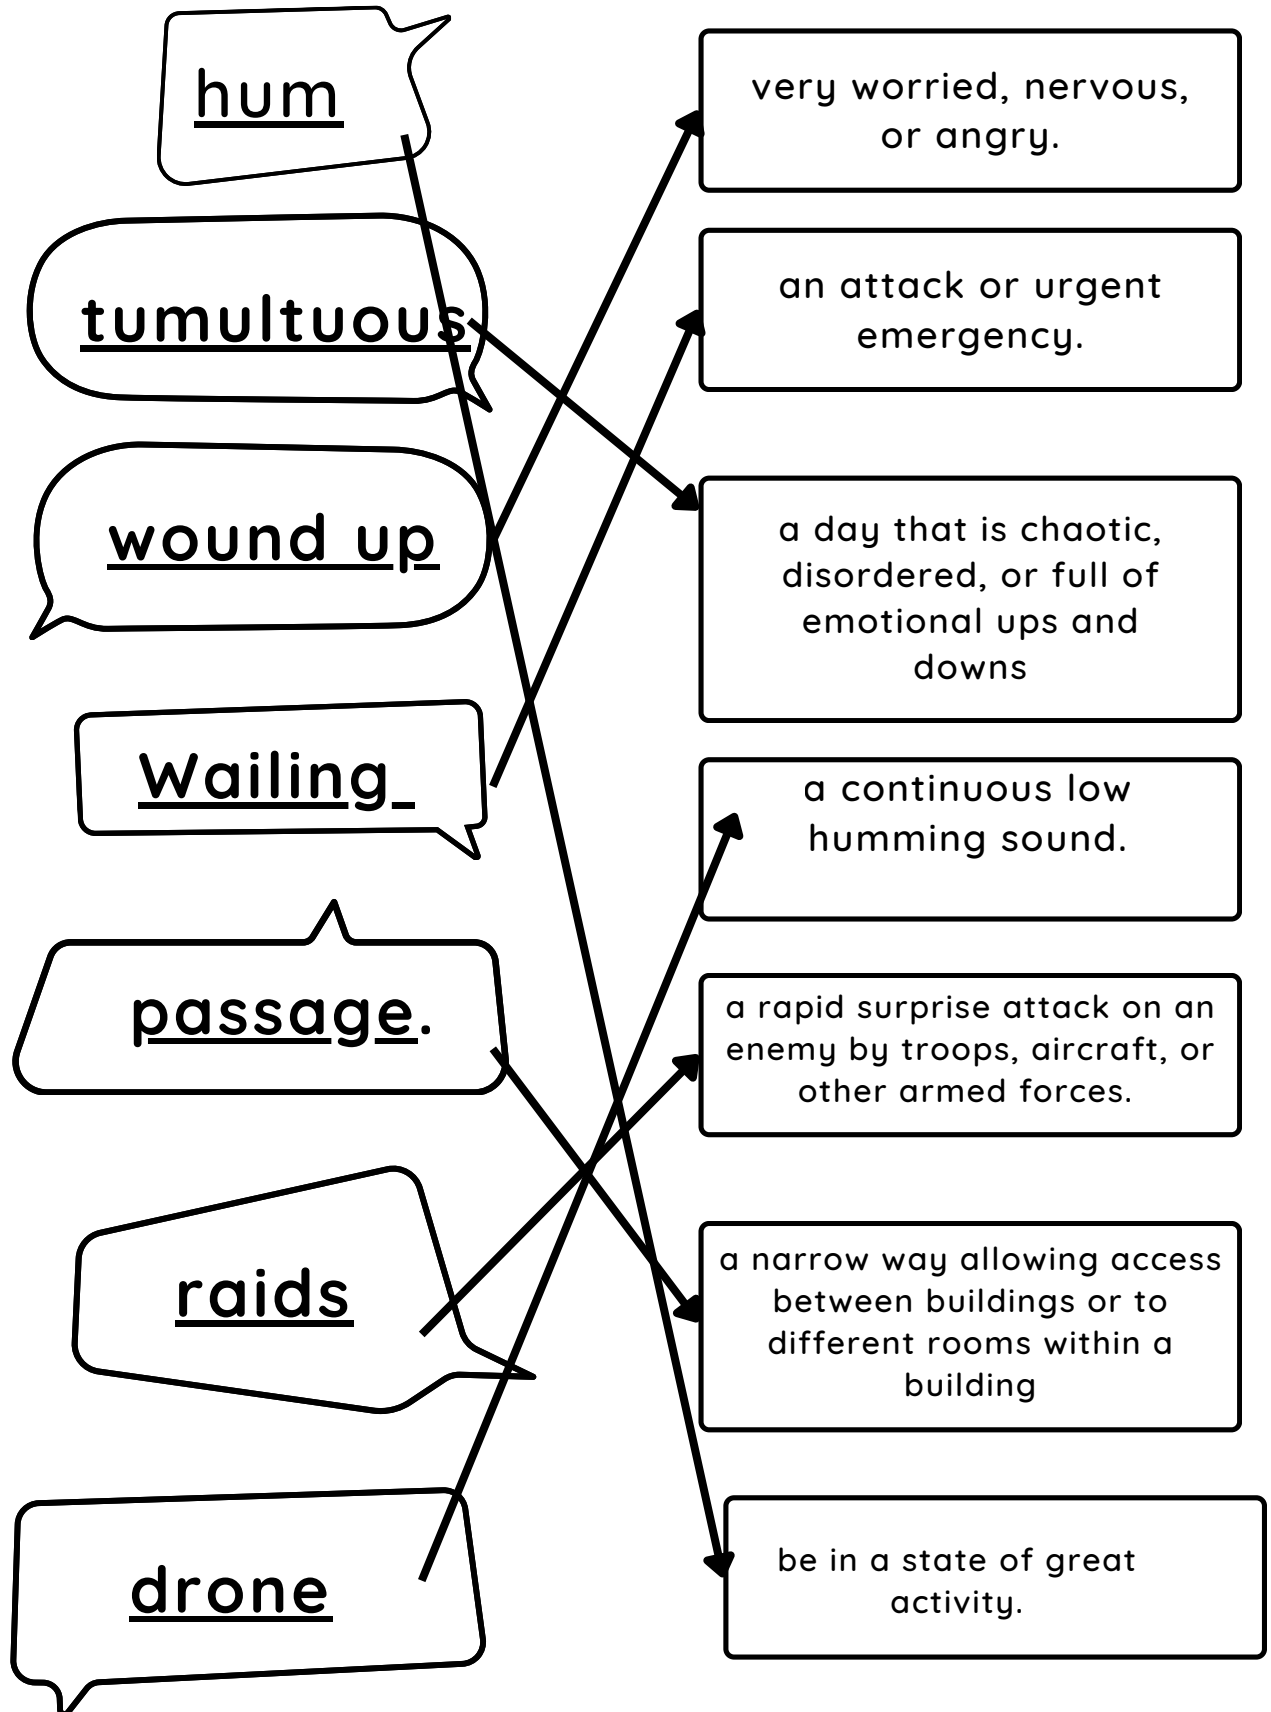 hum
tumultuous
wound up
Wailing
passage.
raids
drone
very worried, nervous,
or angry.
an attack or urgent
emergency.
a day that is chaotic,
disordered, or full of
emotional ups and
downs
a continuous low
humming sound.
a rapid surprise attack on an
enemy by troops, aircraft, or
other armed forces.
a narrow way allowing access
between buildings or to
different rooms within a
building
be in a state of great
activity.